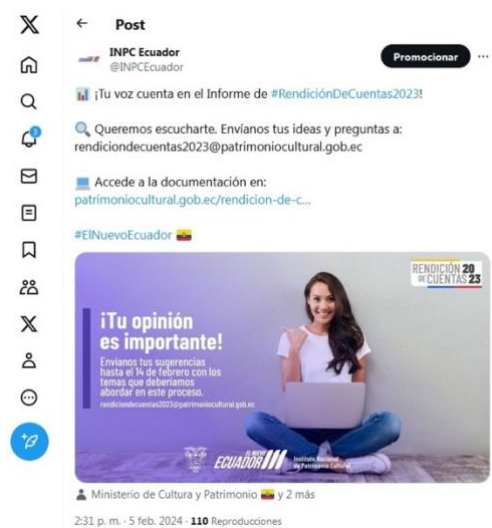 Post
INPC Ecuador
@INPCEcuador
Promocionar
¡Tu voz cuenta en el Informe de #RendiciónDeCuentas2023!
Queremos escucharte. Envíanos tus ideas y preguntas a:
rendiciondecuentas2023@patrimoniocultural.gob.ec
Accede a la documentación en:
patrimoniocultural.gob.ec/rendicion-de-c...
#ElNuevoEcuador
RENDICIÓN 20
DE CUENTAS 23
¡Tu opinión
es importante!
Envíanos tus sugerencias
hasta el 14 de febrero con los
temas que deberíamos
abordar en este proceso.
rendiciondecuentas2023@patrimoniocultural.gob.ec
EL NUEVO
ECUADOR
Instituto Nacional
de Patrimonio Cultural
Ministerio de Cultura y Patrimonio y 2 más
2:31 p. m. · 5 feb. 2024 · 110 Reproducciones